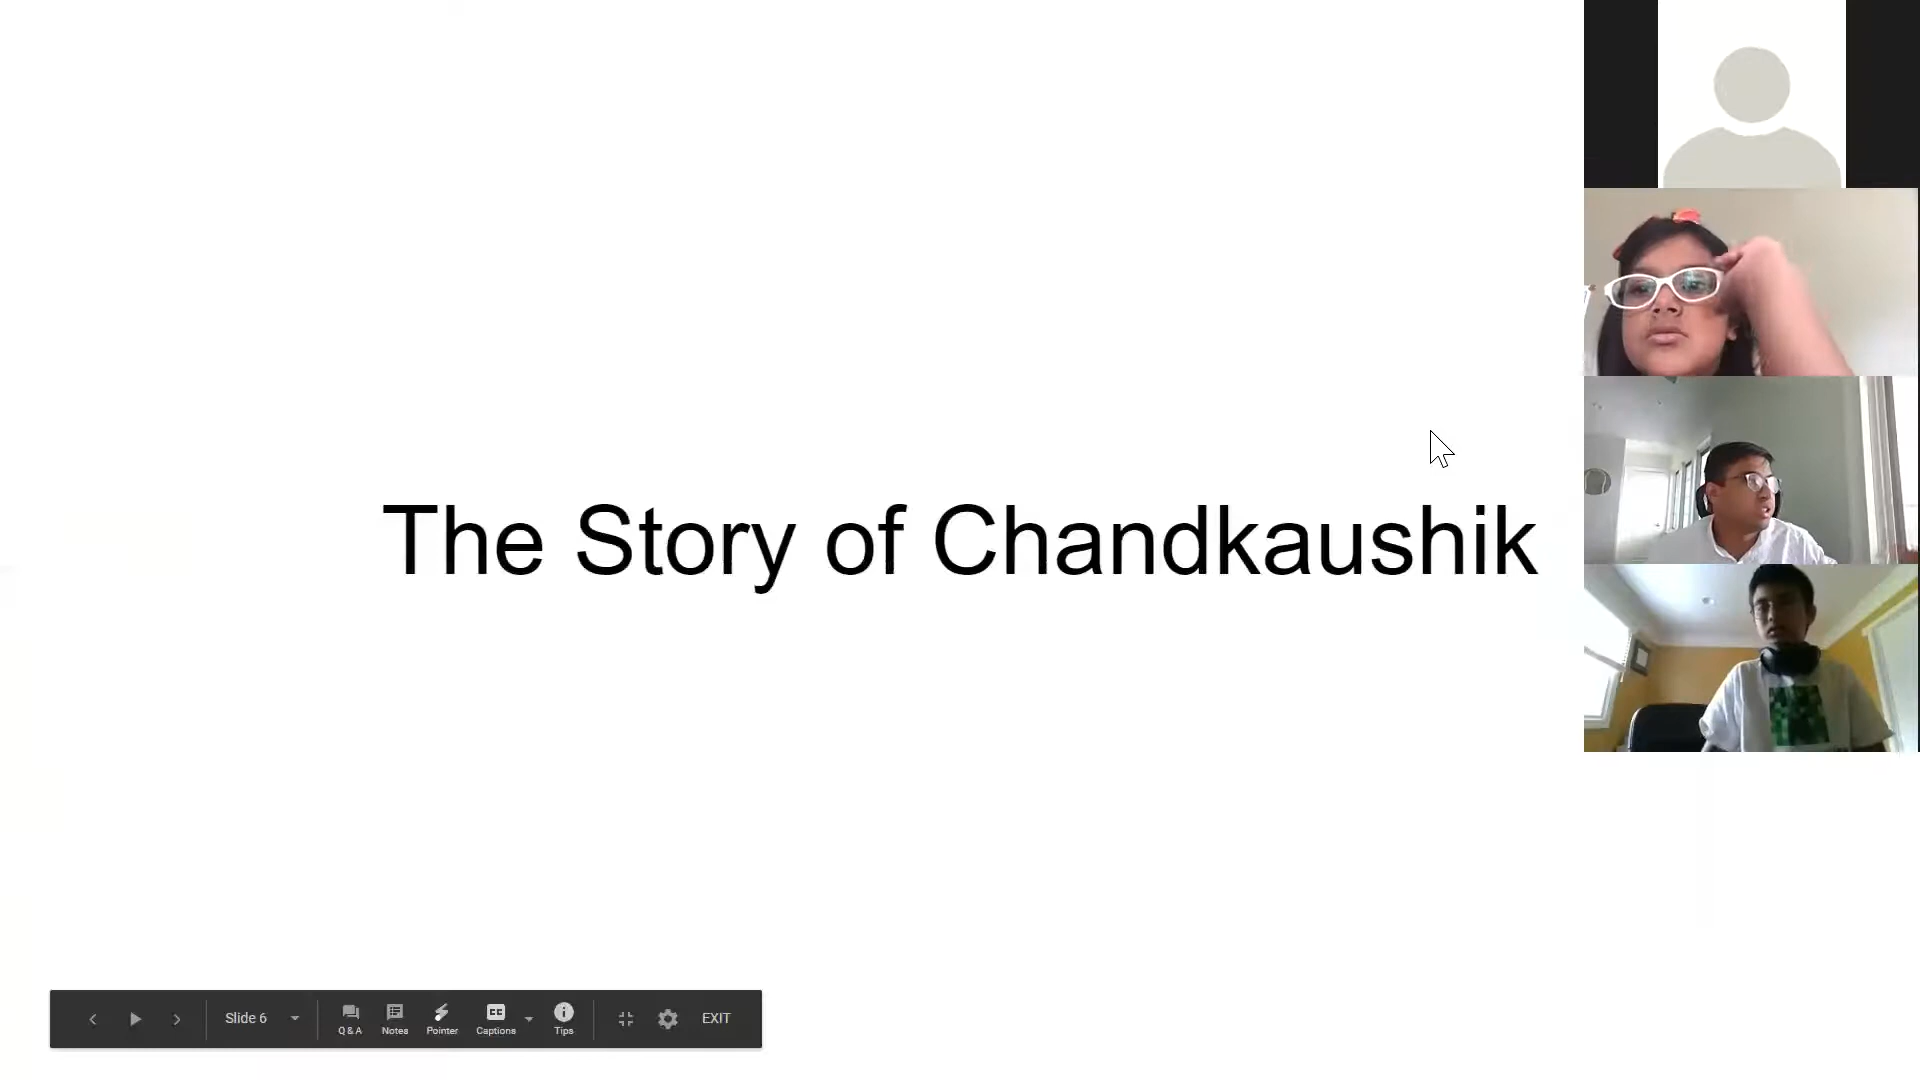 The Story of Chandkaushik
Slide 6
Q&A
Notes
Pointer
Captions
Tips
EXIT